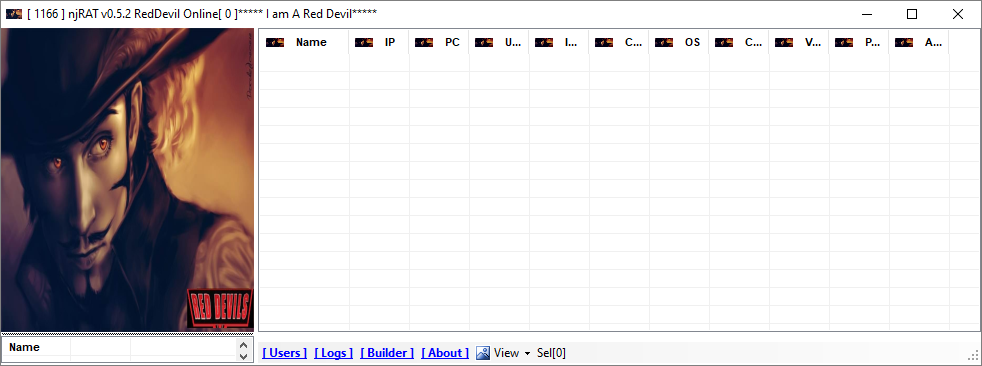 [ 1166 ] njRAT v0.5.2 RedDevil Online[ 0 ]***** I am A Red Devil*****
Name IP PC U... I... C... OS C... V... P... A...
RED DEVILS
Name
[ Users ] [ Logs ] [ Builder ] [ About ] View Sel[0]